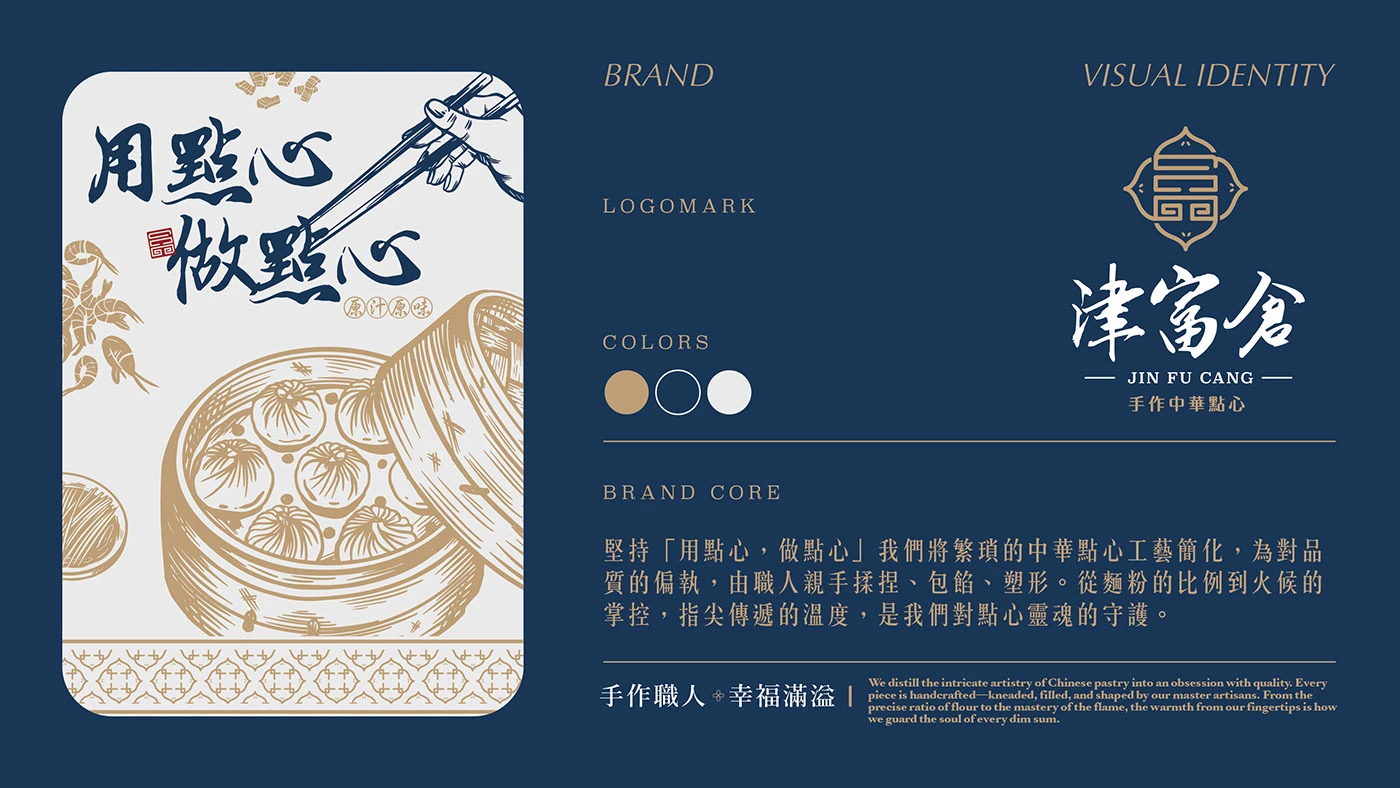 用點心
做點心
原汁原味
BRAND
VISUAL IDENTITY
LOGOMARK
津富倉
JIN FU CANG
手作中華點心
COLORS
BRAND CORE
堅持「用點心，做點心」我們將繁瑣的中華點心工藝簡化，為對品
質的偏執，由職人親手揉捏、包餡、塑形。從麵粉的比例到火候的
掌控，指尖傳遞的溫度，是我們對點心靈魂的守護。
手作職人 幸福滿溢
We distill the intricate artistry of Chinese pastry into an obsession with quality. Every
piece is handcrafted—kneaded, filled, and shaped by our master artisans. From the
precise ratio of flour to the mastery of the flame, the warmth from our fingertips is how
we guard the soul of every dim sum.